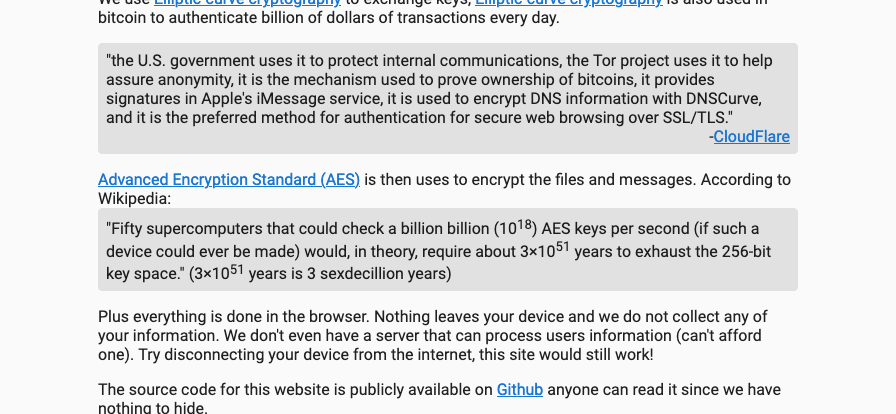 We use Elliptic curve cryptography to exchange keys, Elliptic curve cryptography is also used in
bitcoin to authenticate billion of dollars of transactions every day.
"the U.S. government uses it to protect internal communications, the Tor project uses it to help
assure anonymity, it is the mechanism used to prove ownership of bitcoins, it provides
signatures in Apple's iMessage service, it is used to encrypt DNS information with DNSCurve,
and it is the preferred method for authentication for secure web browsing over SSL/TLS."
-CloudFlare
Advanced Encryption Standard (AES) is then uses to encrypt the files and messages. According to
Wikipedia:
"Fifty supercomputers that could check a billion billion (10¹⁸) AES keys per second (if such a
device could ever be made) would, in theory, require about 3×10⁵¹ years to exhaust the 256-bit
key space." (3×10⁵¹ years is 3 sexdecillion years)
Plus everything is done in the browser. Nothing leaves your device and we do not collect any of
your information. We don't even have a server that can process users information (can't afford
one). Try disconnecting your device from the internet, this site would still work!
The source code for this website is publicly available on Github anyone can read it since we have
nothing to hide.